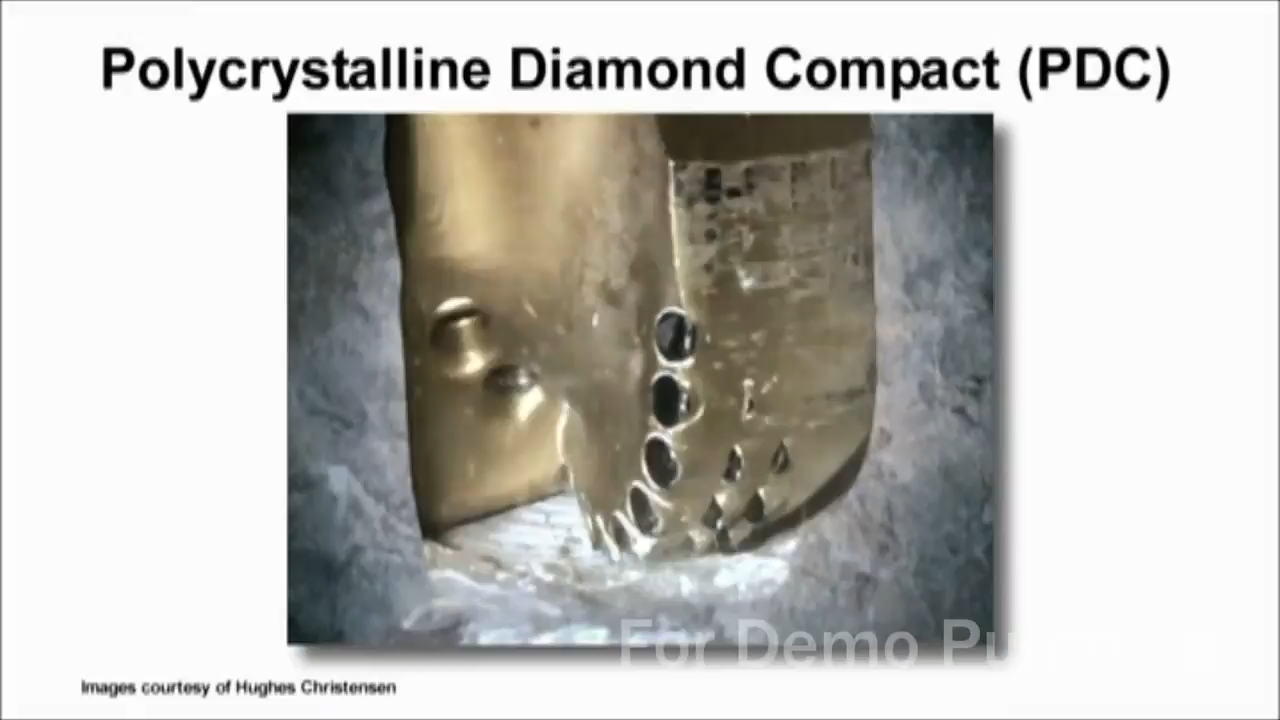 Polycrystalline Diamond Compact (PDC)
For Demo
Images courtesy of Hughes Christensen